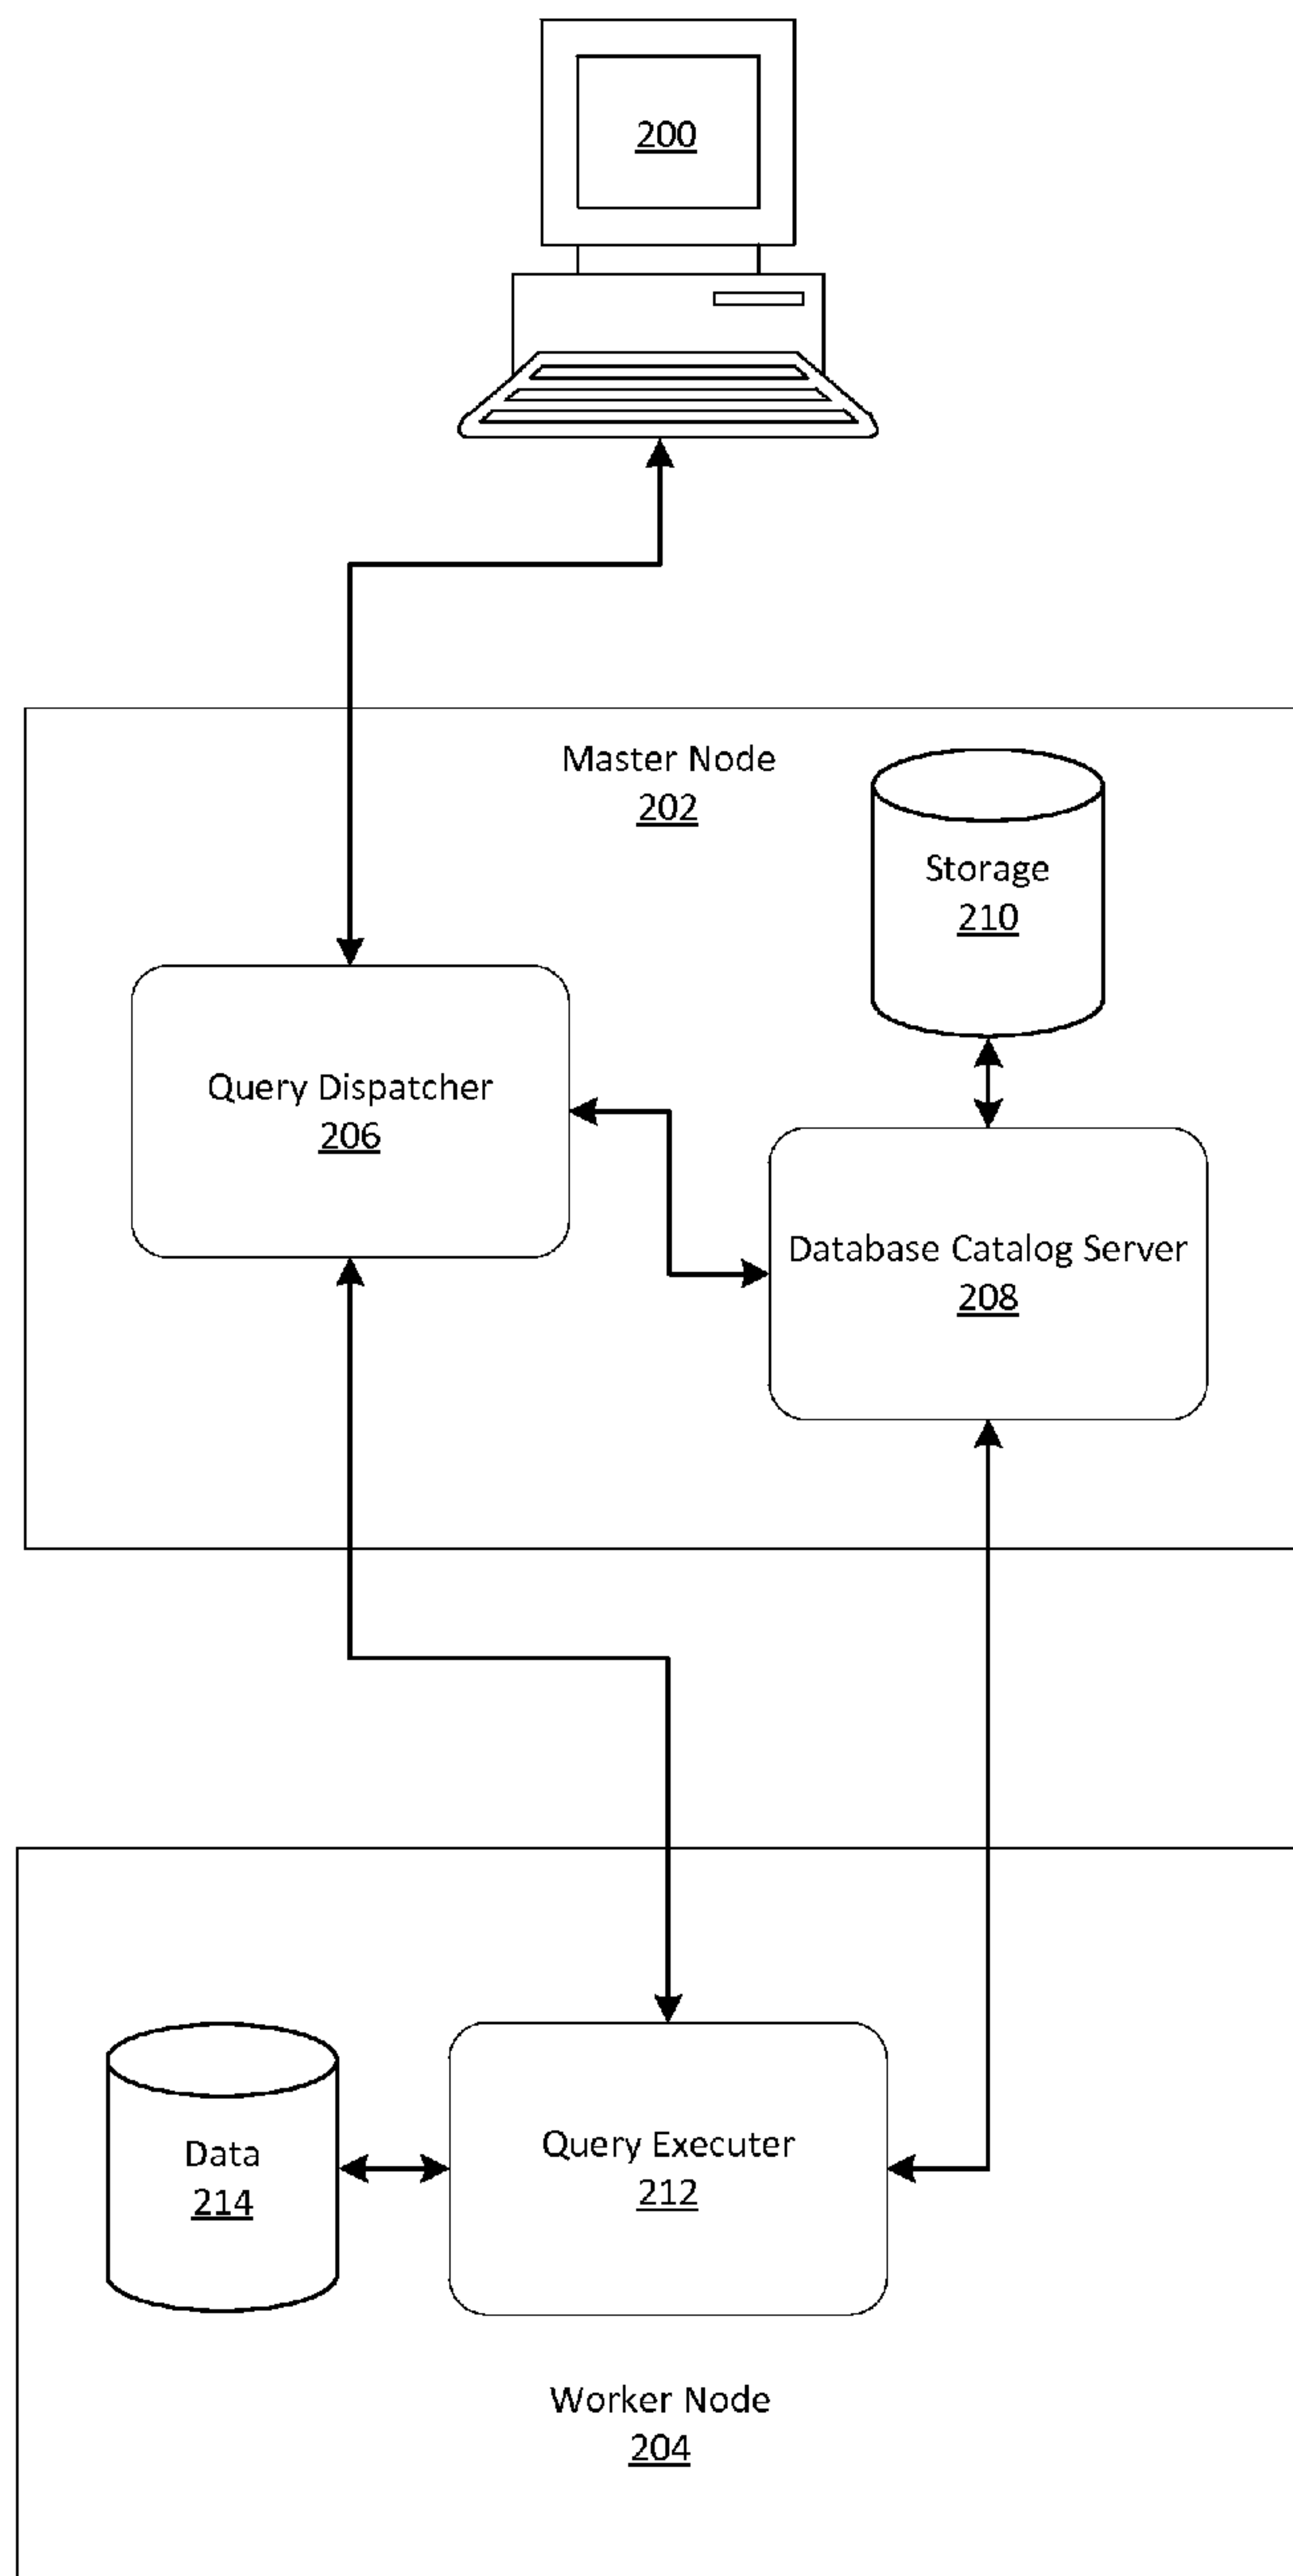 200
Master Node
202
Storage
210
Query Dispatcher
206
Database Catalog Server
208
Data
214
Query Executer
212
Worker Node
204